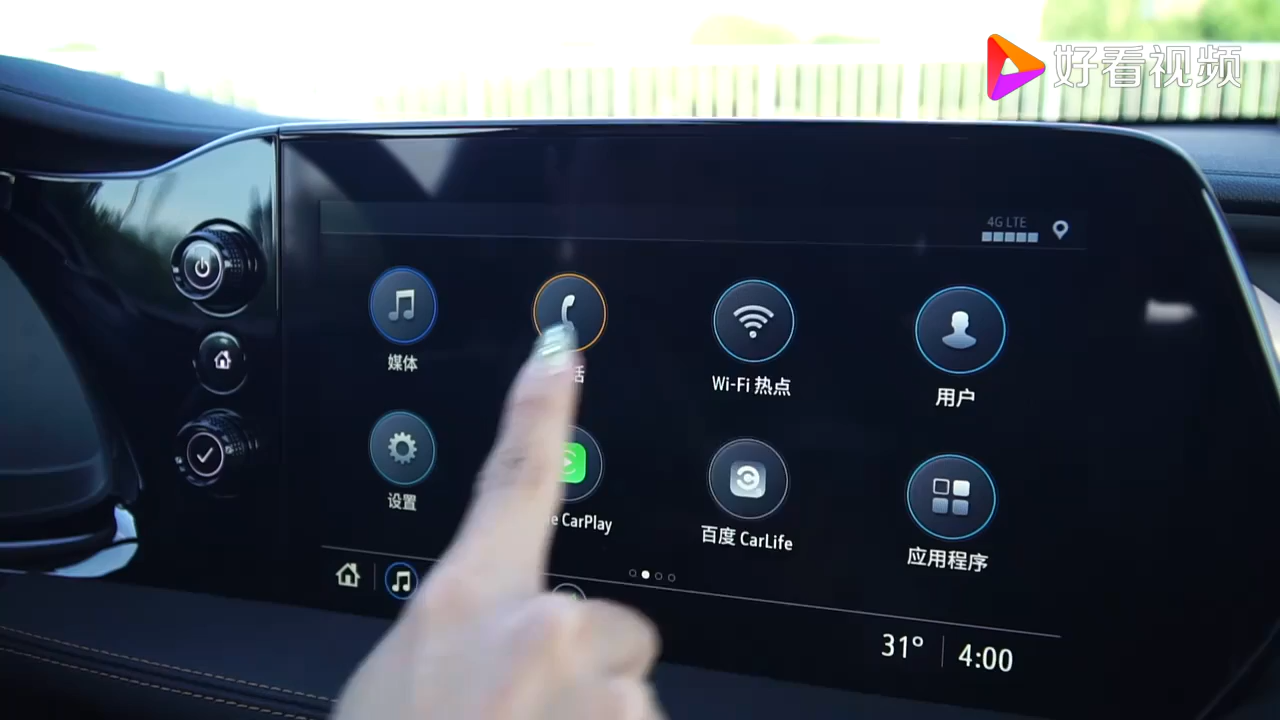 好看视频
4G LTE
媒体
话
Wi-Fi 热点
用户
设置
e CarPlay
百度 CarLife
应用程序
31°
4:00